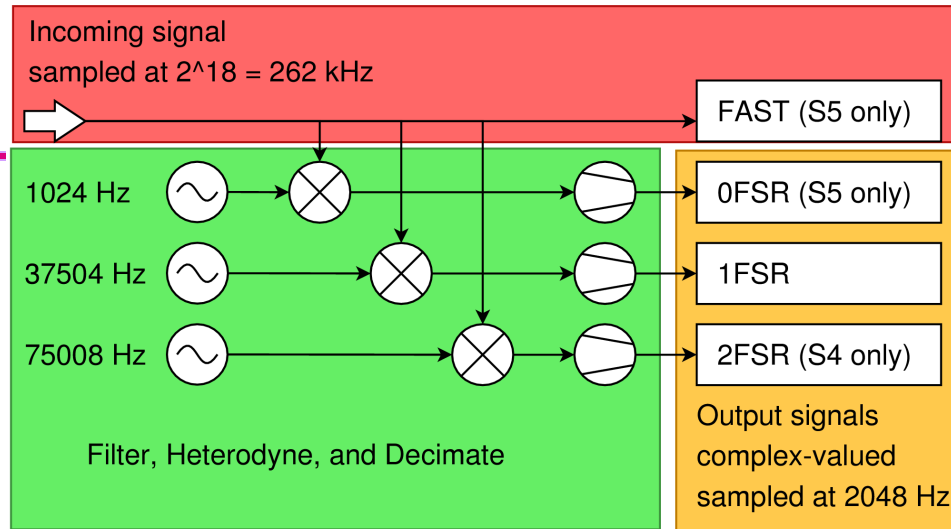 Incoming signal
sampled at 2^18 = 262 kHz
FAST (S5 only)
1024 Hz
0FSR (S5 only)
37504 Hz
1FSR
75008 Hz
2FSR (S4 only)
Filter, Heterodyne, and Decimate
Output signals
complex-valued
sampled at 2048 Hz